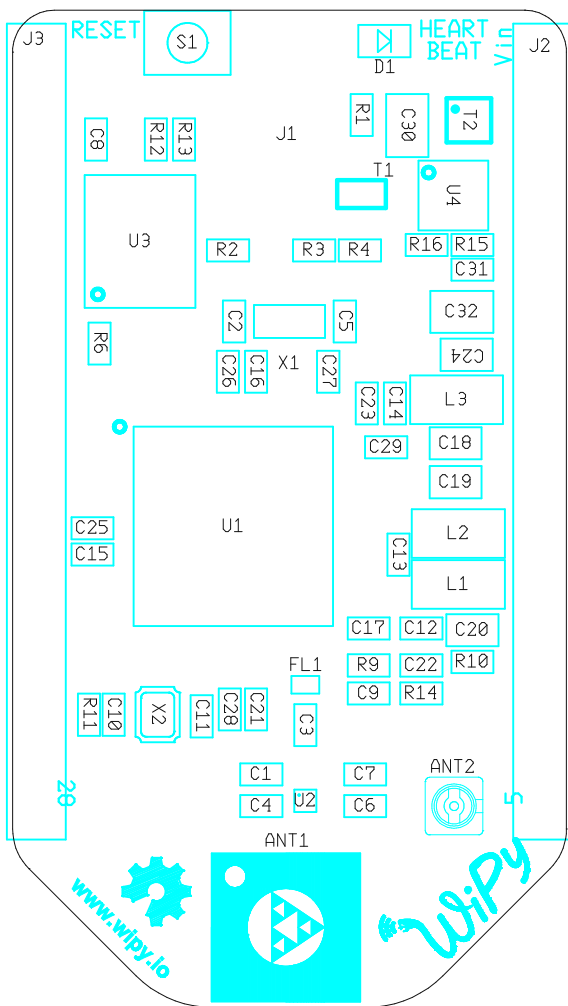 J3
RESET
S1
HEART
BEAT
Vin
J2
D1
C8
R12
R13
J1
R1
C30
T2
T1
U4
U3
R2
R3
R4
R16
R15
C31
C2
C5
C32
R6
X1
C26
C16
C27
C24
C23
C14
L3
C29
C18
C19
U1
C25
C15
L2
C13
L1
C17
C12
C20
FL1
R9
C22
R10
C9
R14
R11
C10
X2
C11
C28
C21
C3
C1
C7
ANT2
C4
U2
C6
28
5
ANT1
www.wipy.io
WiPy